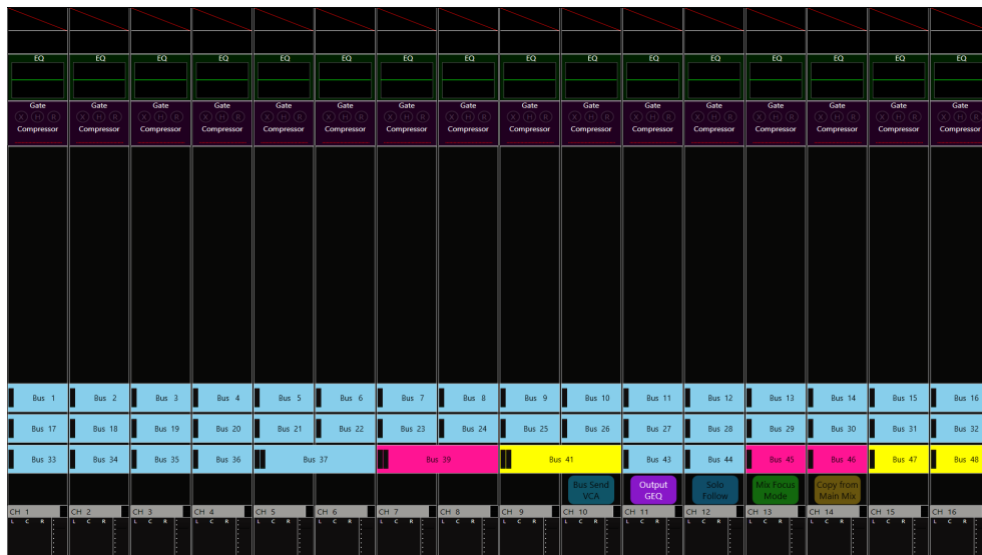 EQ EQ EQ EQ EQ EQ EQ EQ EQ EQ EQ EQ EQ EQ EQ EQ
Gate Gate Gate Gate Gate Gate Gate Gate Gate Gate Gate Gate Gate Gate Gate Gate
X H R X H R X H R X H R X H R X H R X H R X H R X H R X H R X H R X H R X H R X H R X H R X H R
Compressor Compressor Compressor Compressor Compressor Compressor Compressor Compressor Compressor Compressor Compressor Compressor Compressor Compressor Compressor Compressor
Bus 1 Bus 2 Bus 3 Bus 4 Bus 5 Bus 6 Bus 7 Bus 8 Bus 9 Bus 10 Bus 11 Bus 12 Bus 13 Bus 14 Bus 15 Bus 16
Bus 17 Bus 18 Bus 19 Bus 20 Bus 21 Bus 22 Bus 23 Bus 24 Bus 25 Bus 26 Bus 27 Bus 28 Bus 29 Bus 30 Bus 31 Bus 32
Bus 33 Bus 34 Bus 35 Bus 36 Bus 37 Bus 39 Bus 41 Bus 43 Bus 44 Bus 45 Bus 46 Bus 47 Bus 48
Bus Send Output Solo Mix Focus Copy from
VCA GEQ Follow Mode Main Mix
CH 1 CH 2 CH 3 CH 4 CH 5 CH 6 CH 7 CH 8 CH 9 CH 10 CH 11 CH 12 CH 13 CH 14 CH 15 CH 16
L C R L C R L C R L C R L C R L C R L C R L C R L C R L C R L C R L C R L C R L C R L C R L C R